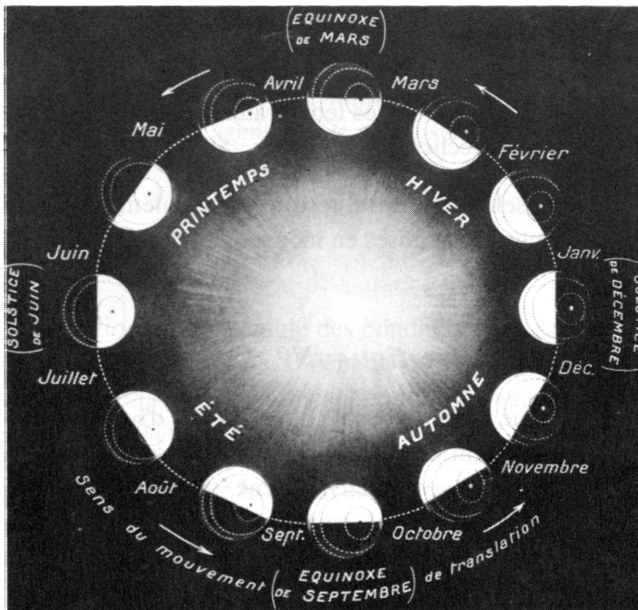 EQUINOXE
DE MARS
Avril
Mars
Mai
Février
PRINTEMPS
HIVER
Juin
Janv.
SOLSTICE
DE JUIN
DE DÉCEMBRE
Juillet
Déc.
ÉTÉ
AUTOMNE
Août
Novembre
Sept.
Octobre
Sens du mouvement de translation
EQUINOXE
DE SEPTEMBRE